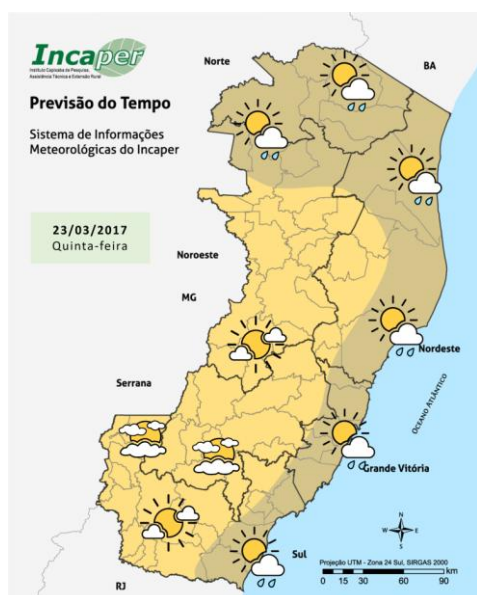 Incaper
Instituto Capixaba de Pesquisa,
Assistência Técnica e Extensão Rural
Previsão do Tempo
Sistema de Informações
Meteorológicas do Incaper
23/03/2017
Quinta-feira
Norte
BA
Noroeste
MG
Nordeste
Serrana
OCEANO ATLÂNTICO
Grande Vitória
Sul
RJ
N
W
E
S
Projeção UTM - Zona 24 Sul, SIRGAS 2000
km
0 15 30 60 90